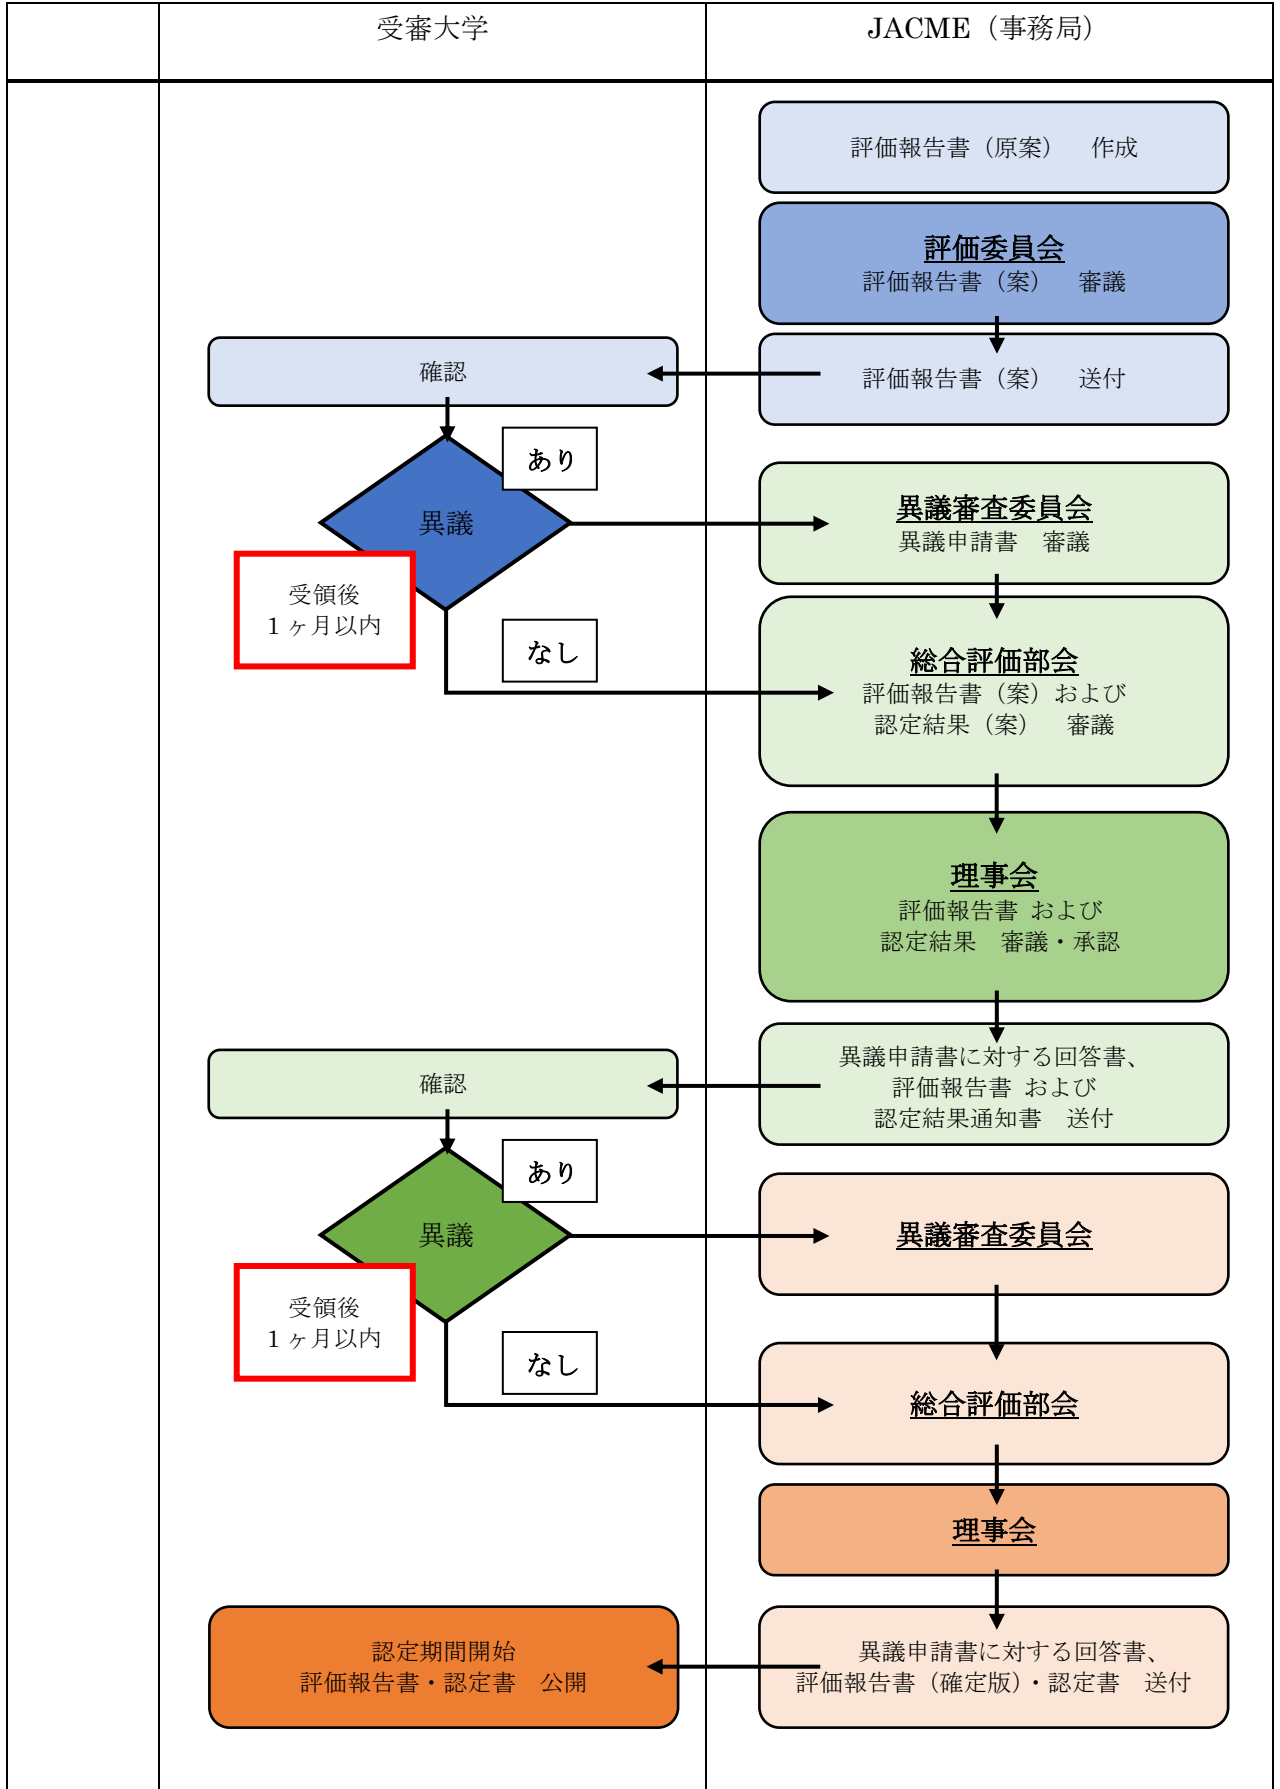 受審大学
JACME（事務局）
評価報告書（原案）　作成
評価委員会
評価報告書（案）　審議
確認
評価報告書（案）　送付
あり
異議
異議審査委員会
異議申請書　審議
受領後
1 ヶ月以内
なし
総合評価部会
評価報告書（案）および
認定結果（案）　審議
理事会
評価報告書 および
認定結果　審議・承認
確認
異議申請書に対する回答書、
評価報告書 および
認定結果通知書　送付
あり
異議
異議審査委員会
受領後
1 ヶ月以内
なし
総合評価部会
理事会
認定期間開始
評価報告書・認定書　公開
異議申請書に対する回答書、
評価報告書（確定版）・認定書　送付